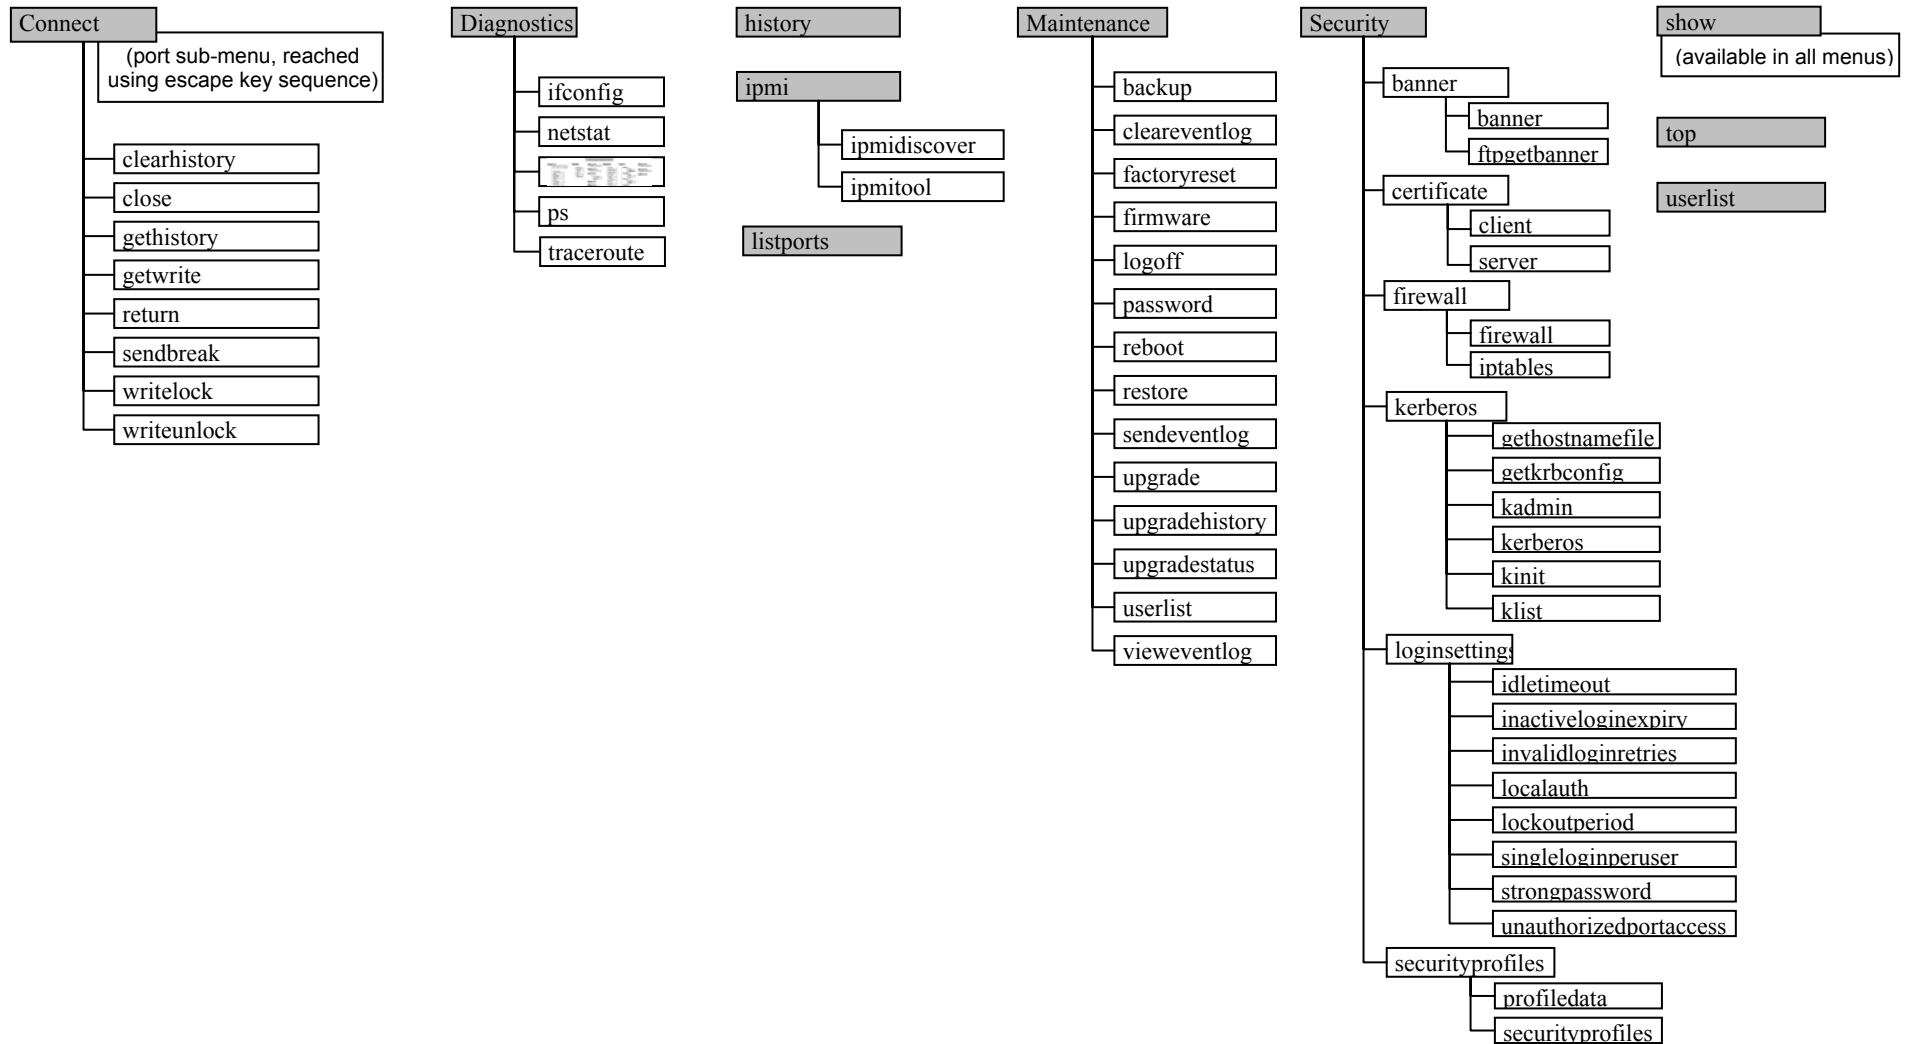 Connect
(port sub-menu, reached
using escape key sequence)
clearhistory
close
gethistory
getwrite
return
sendbreak
writelock
writeunlock
Diagnostics
ifconfig
netstat
ps
traceroute
history
ipmi
ipmidiscover
ipmitool
listports
Maintenance
backup
cleareventlog
factoryreset
firmware
logoff
password
reboot
restore
sendeventlog
upgrade
upgradehistory
upgradestatus
userlist
vieweventlog
Security
banner
banner
ftpgetbanner
certificate
client
server
firewall
firewall
iptables
kerberos
gethostnamefile
getkrbconfig
kadmin
kerberos
kinit
klist
loginsettings
idletimeout
inactiveloginexpiry
invalidloginretries
localauth
lockoutperiod
singleloginperuser
strongpassword
unauthorizedportaccess
securityprofiles
profiledata
securityprofiles
show
(available in all menus)
top
userlist